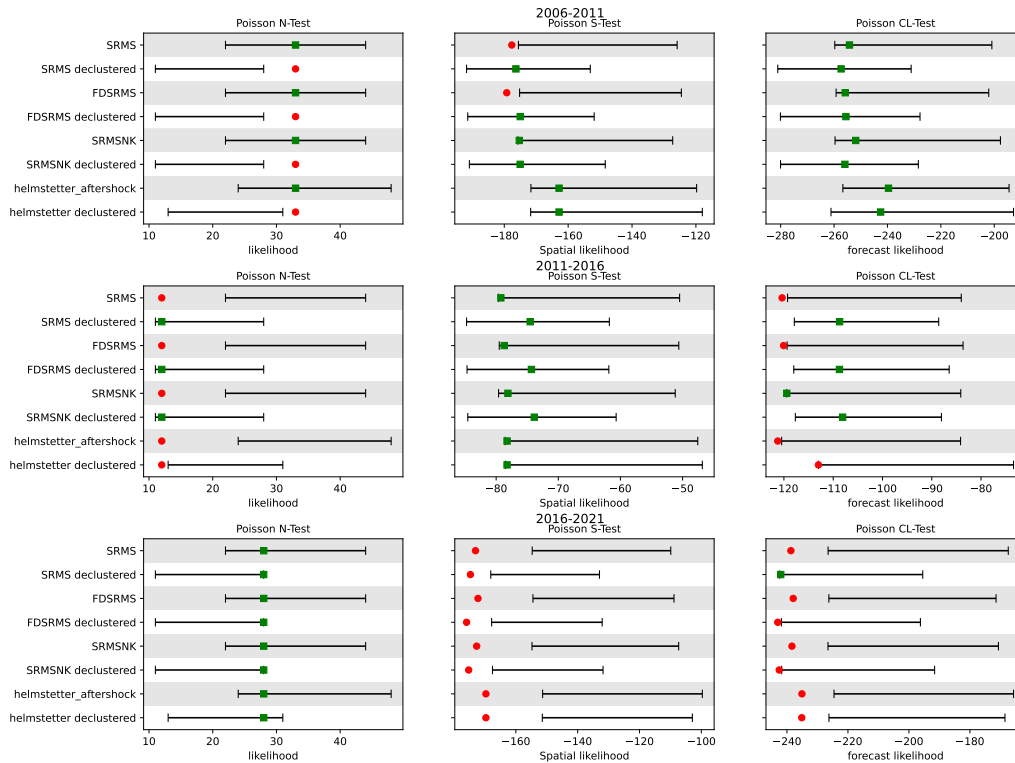 2006-2011
Poisson N-Test Poisson S-Test Poisson CL-Test
SRMS
SRMS declustered
FDSRMS
FDSRMS declustered
SRMSNK
SRMSNK declustered
helmstetter_aftershock
helmstetter declustered
10 20 30 40 −180 −160 −140 −120 −280 −260 −240 −220 −200
likelihood Spatial likelihood forecast likelihood
2011-2016
Poisson N-Test Poisson S-Test Poisson CL-Test
SRMS
SRMS declustered
FDSRMS
FDSRMS declustered
SRMSNK
SRMSNK declustered
helmstetter_aftershock
helmstetter declustered
10 20 30 40 −80 −70 −60 −50 −120 −100 −80
likelihood Spatial likelihood forecast likelihood
2016-2021
Poisson N-Test Poisson S-Test Poisson CL-Test
SRMS
SRMS declustered
FDSRMS
FDSRMS declustered
SRMSNK
SRMSNK declustered
helmstetter_aftershock
helmstetter declustered
10 20 30 40 −160 −140 −120 −100 −240 −220 −200 −180
likelihood Spatial likelihood forecast likelihood